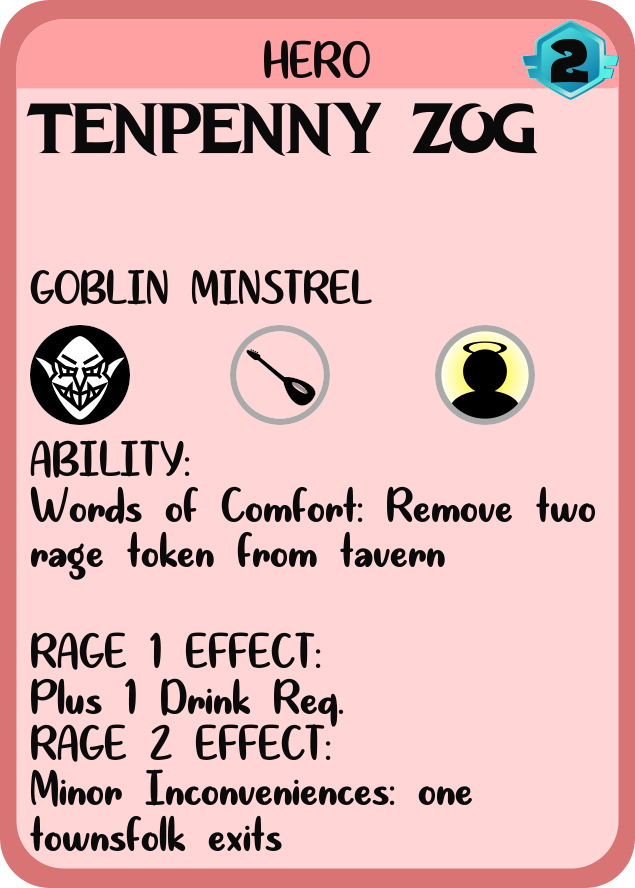 HERO
2
TENPENNY ZOG
GOBLIN MINSTREL
ABILITY:
Words of Comfort: Remove two
rage token from tavern
RAGE 1 EFFECT:
Plus 1 Drink Req.
RAGE 2 EFFECT:
Minor Inconveniences: one
townsfolk exits